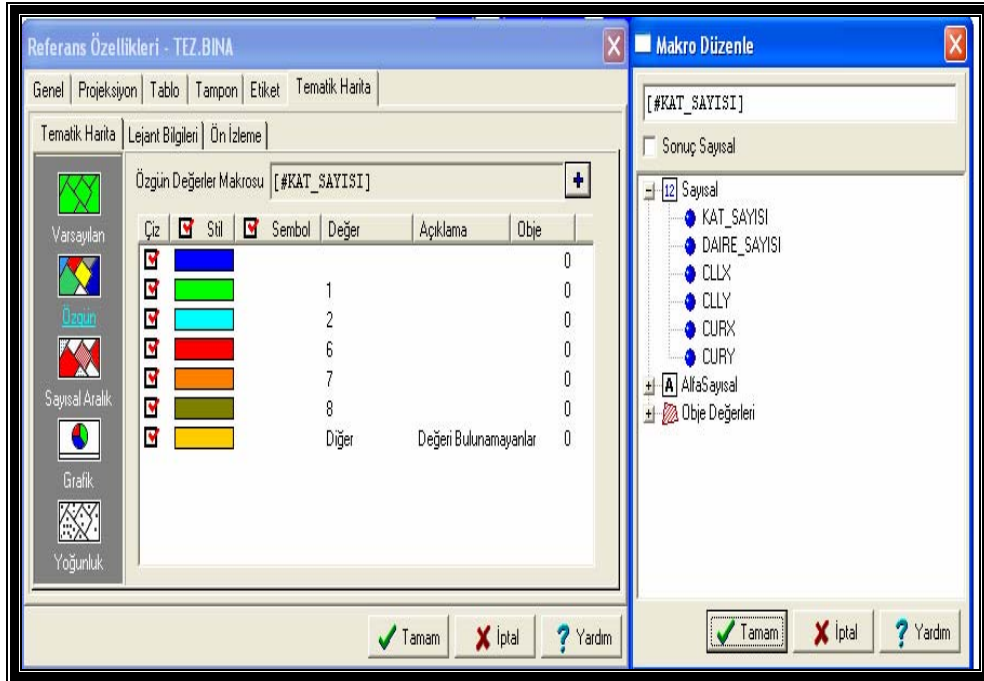 Referans Özellikleri - TEZ.BINA
Genel Projeksiyon Tablo Tampon Etiket Tematik Harita
Tematik Harita Lejant Bilgileri Ön İzleme
Varsayılan
Özgün
Sayısal Aralık
Grafik
Yoğunluk
Özgün Değerler Makrosu [#KAT_SAYISI] +
Çiz Stil Sembol Değer Açıklama Obje
0
1 0
2 0
6 0
7 0
8 0
Diğer Değeri Bulunamayanlar 0
Tamam İptal ? Yardım
Makro Düzenle
[#KAT_SAYISI]
Sonuç Sayısal
12 Sayısal
KAT_SAYISI
DAIRE_SAYISI
CLLX
CLLY
CURX
CURY
A AlfaSayısal
Obje Değerleri
Tamam İptal ? Yardım